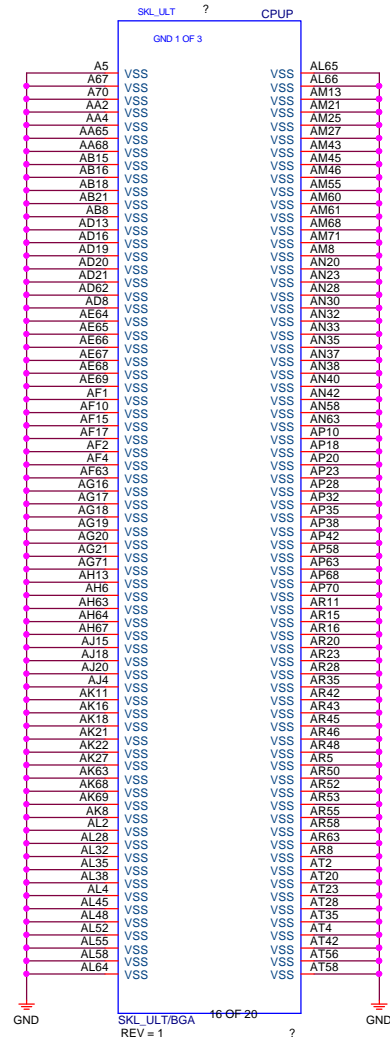 SKL_ULT ? CPUP
GND 1 OF 3
A5 VSS VSS AL65
A67 VSS VSS AL66
A70 VSS VSS AM13
AA2 VSS VSS AM21
AA4 VSS VSS AM25
AA65 VSS VSS AM27
AA68 VSS VSS AM43
AB15 VSS VSS AM45
AB16 VSS VSS AM46
AB18 VSS VSS AM55
AB21 VSS VSS AM60
AB8 VSS VSS AM61
AD13 VSS VSS AM68
AD16 VSS VSS AM71
AD19 VSS VSS AM8
AD20 VSS VSS AN20
AD21 VSS VSS AN23
AD62 VSS VSS AN28
AD8 VSS VSS AN30
AE64 VSS VSS AN32
AE65 VSS VSS AN33
AE66 VSS VSS AN35
AE67 VSS VSS AN37
AE68 VSS VSS AN38
AE69 VSS VSS AN40
AF1 VSS VSS AN42
AF10 VSS VSS AN58
AF15 VSS VSS AN63
AF17 VSS VSS AP10
AF2 VSS VSS AP18
AF4 VSS VSS AP20
AF63 VSS VSS AP23
AG16 VSS VSS AP28
AG17 VSS VSS AP32
AG18 VSS VSS AP35
AG19 VSS VSS AP38
AG20 VSS VSS AP42
AG21 VSS VSS AP58
AG71 VSS VSS AP63
AH13 VSS VSS AP68
AH6 VSS VSS AP70
AH63 VSS VSS AR11
AH64 VSS VSS AR15
AH67 VSS VSS AR16
AJ15 VSS VSS AR20
AJ18 VSS VSS AR23
AJ20 VSS VSS AR28
AJ4 VSS VSS AR35
AK11 VSS VSS AR42
AK16 VSS VSS AR43
AK18 VSS VSS AR45
AK21 VSS VSS AR46
AK22 VSS VSS AR48
AK27 VSS VSS AR5
AK63 VSS VSS AR50
AK68 VSS VSS AR52
AK69 VSS VSS AR53
AK8 VSS VSS AR55
AL2 VSS VSS AR58
AL28 VSS VSS AR63
AL32 VSS VSS AR8
AL35 VSS VSS AT2
AL38 VSS VSS AT20
AL4 VSS VSS AT23
AL45 VSS VSS AT28
AL48 VSS VSS AT35
AL52 VSS VSS AT4
AL55 VSS VSS AT42
AL58 VSS VSS AT56
AL64 VSS VSS AT58
GND SKL_ULT/BGA 16 OF 20 GND
REV = 1 ?